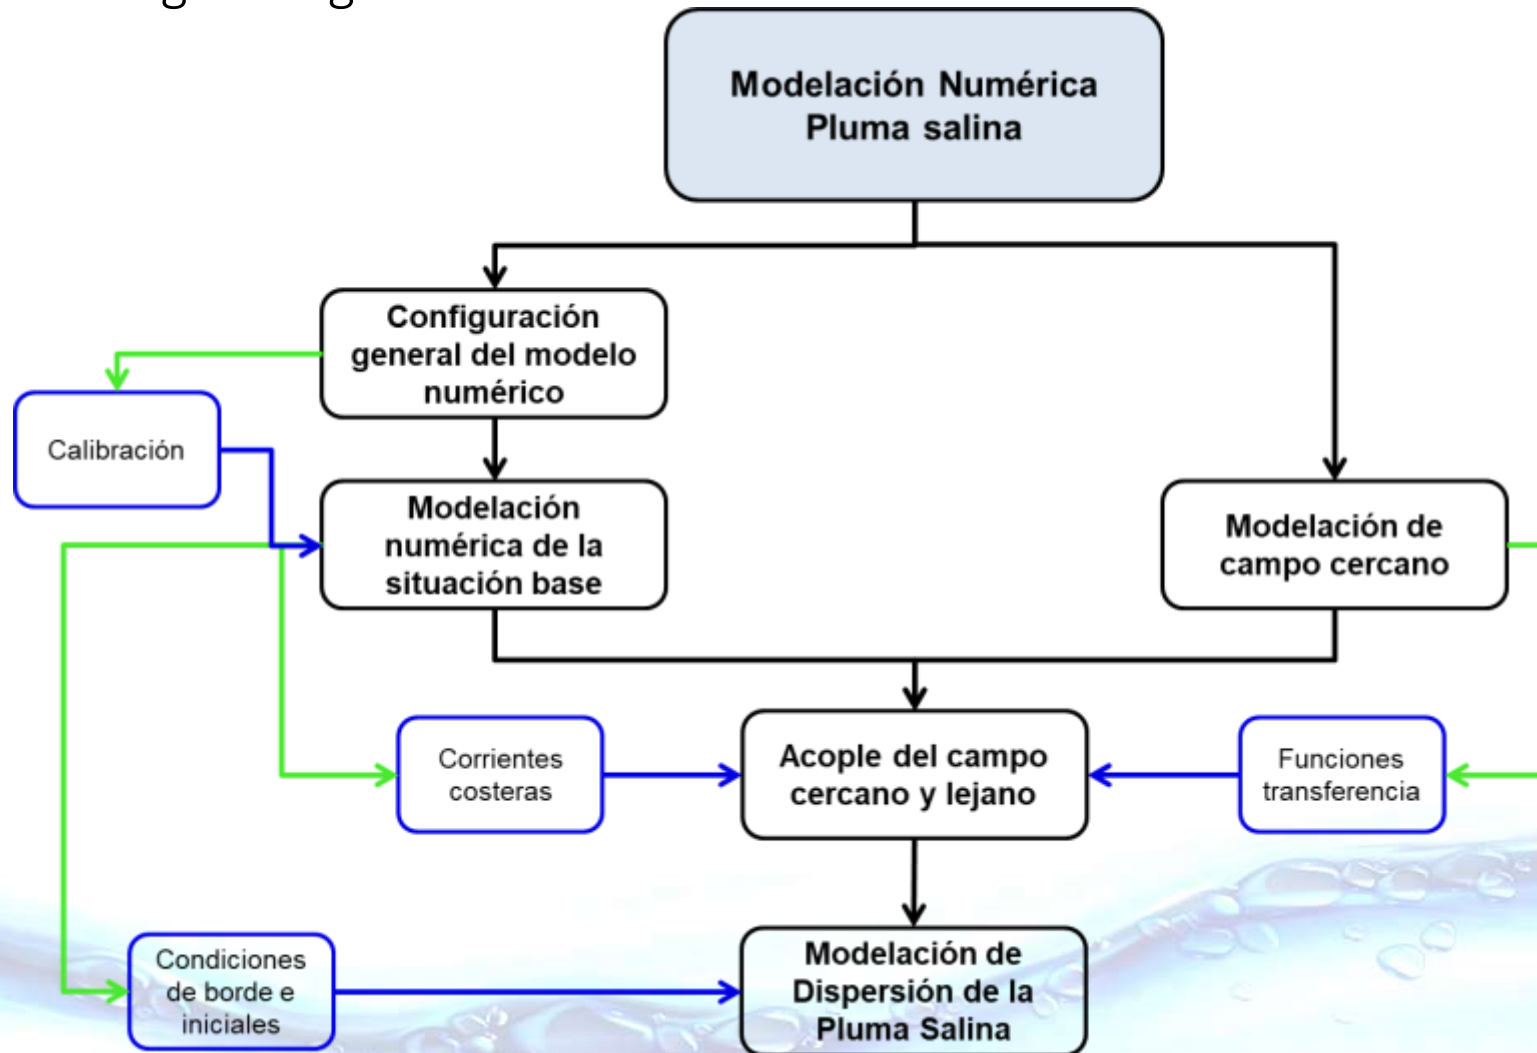 Modelación Numérica
Pluma salina
Configuración
general del modelo
numérico
Calibración
Modelación
numérica de la
situación base
Modelación de
campo cercano
Corrientes
costeras
Acople del campo
cercano y lejano
Funciones
transferencia
Condiciones
de borde e
iniciales
Modelación de
Dispersión de la
Pluma Salina